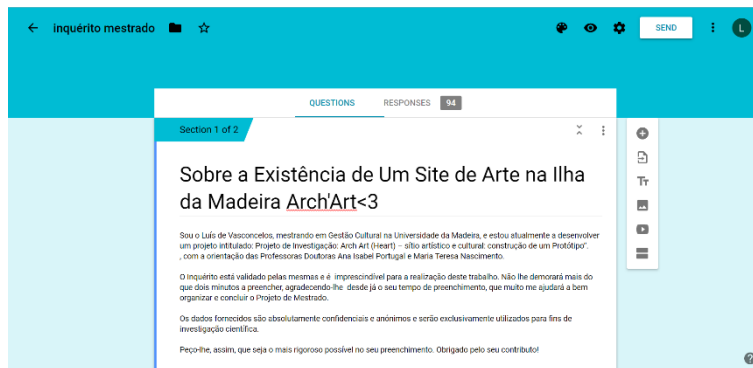 inquérito mestrado
SEND
L
QUESTIONS RESPONSES 94
Section 1 of 2
Sobre a Existência de Um Site de Arte na Ilha
da Madeira Arch'Art<3
Sou o Luís de Vasconcelos, mestrando em Gestão Cultural na Universidade da Madeira, e estou atualmente a desenvolver
um projeto intitulado: Projeto de Investigação: Arch Art (Heart) – sítio artístico e cultural: construção de um Protótipo".
, com a orientação das Professoras Doutoras Ana Isabel Portugal e Maria Teresa Nascimento.
O Inquérito está validado pelas mesmas e é imprescindível para a realização deste trabalho. Não lhe demorará mais do
que dois minutos a preencher, agradecendo-lhe desde já o seu tempo de preenchimento, que muito me ajudará a bem
organizar e concluir o Projeto de Mestrado.
Os dados fornecidos são absolutamente confidenciais e anónimos e serão exclusivamente utilizados para fins de
investigação científica.
Peço-lhe, assim, que seja o mais rigoroso possível no seu preenchimento. Obrigado pelo seu contributo!